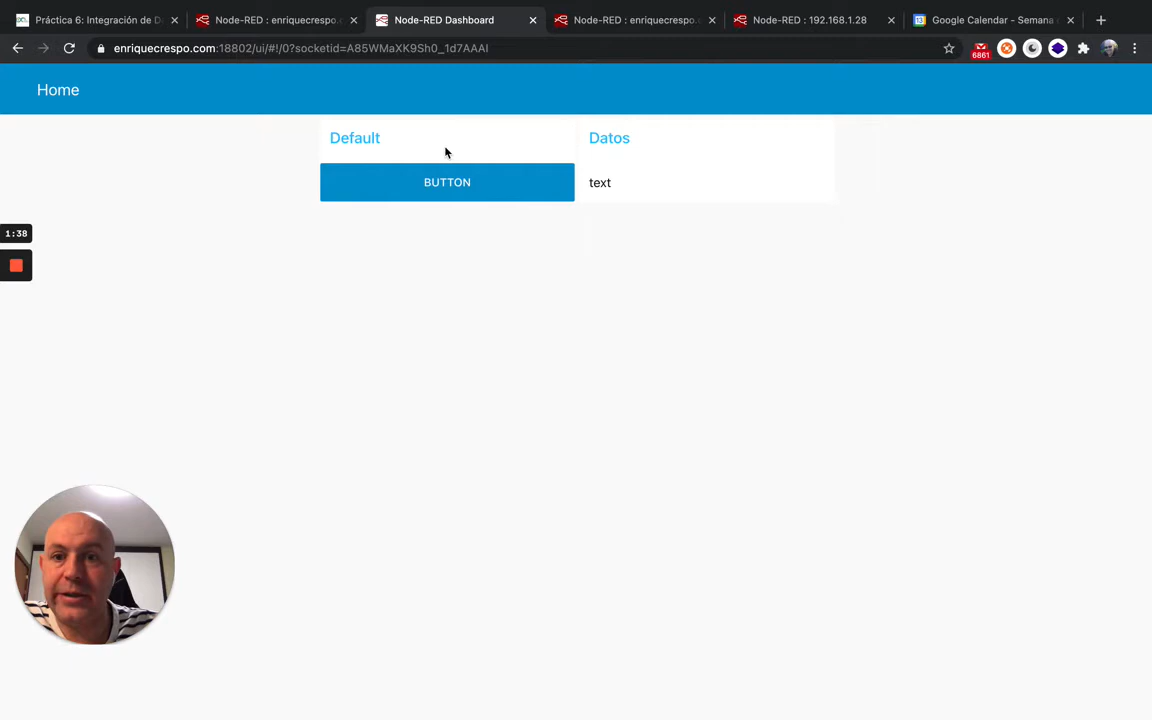 Práctica 6: Integración de D
Node-RED : enriquecrespo.c
Node-RED Dashboard
Node-RED : enriquecrespo.w
Node-RED : 192.168.1.28
Google Calendar - Semana d
enriquecrespo.com:18802/ui/#!/0?socketid=A85WMaXK9Sh0_1d7AAAI
6861
Home
Default
Datos
BUTTON
text
1:38